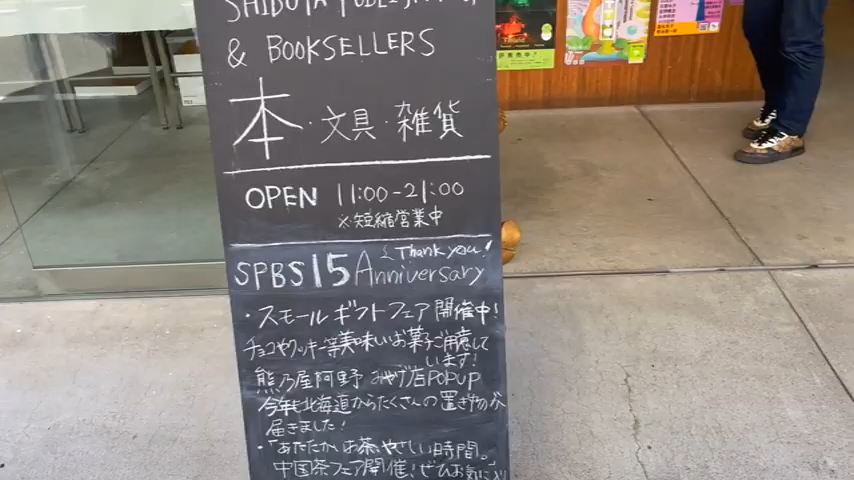 SHIBUYA PUBLISHING
& BOOKSELLERS
本・文具・雑貨
OPEN 11:00-21:00
※短縮営業中
Thank you!
SPBS 15 Anniversary
・スモールギフトフェア開催中!
チョコやクッキー等美味しいお菓子ご用意して
います!
熊乃屋阿野 みやげ店POPUP
今年も北海道からたくさんの置き物が
届きました!
・「あたたかいお茶、やさしい時間。」
中国茶フェア開催!ぜひお気に入り